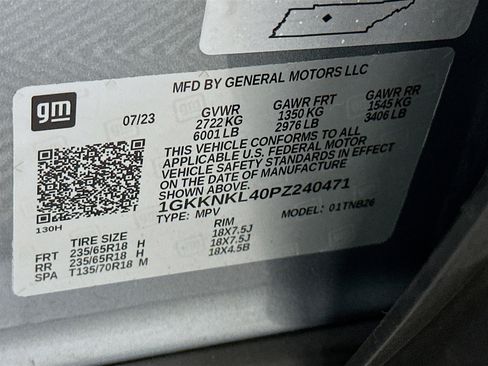 gm
MFD BY GENERAL MOTORS LLC
07/23 GVWR GAWR FRT GAWR RR
2722 KG 1350 KG 1545 KG
6001 LB 2976 LB 3406 LB
THIS VEHICLE CONFORMS TO ALL
APPLICABLE U.S. FEDERAL MOTOR
VEHICLE SAFETY STANDARDS IN EFFECT
ON THE DATE OF MANUFACTURE
SHOWN ABOVE.
1GKKNKL40PZ240471
130H
TYPE: MPV MODEL: 01TNB26
TIRE SIZE RIM
FRT 235/65R18 H 18X7.5J
RR 235/65R18 H 18X7.5J
SPA T135/70R18 M 18X4.5B